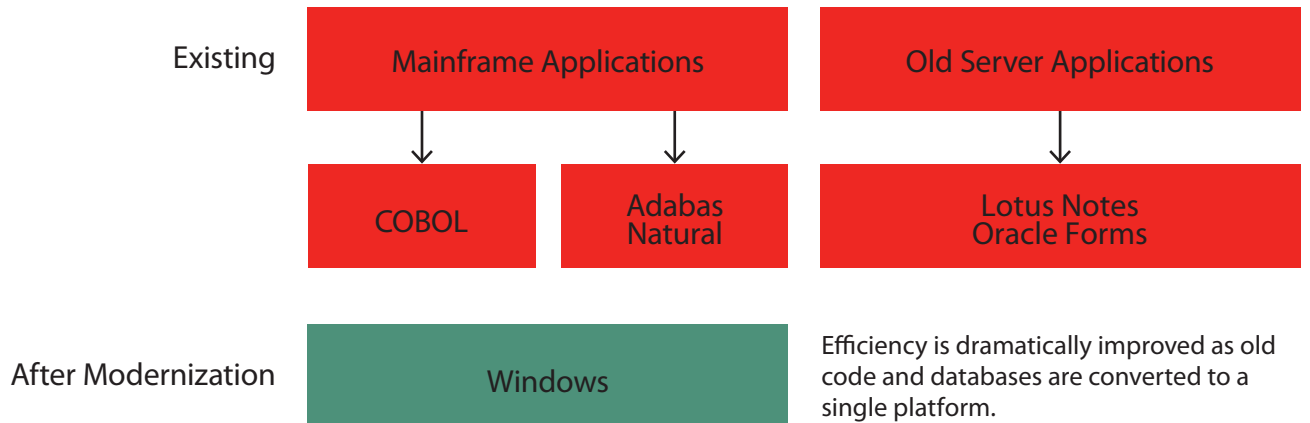 Existing
Mainframe Applications
Old Server Applications
COBOL
Adabas
Natural
Lotus Notes
Oracle Forms
After Modernization
Windows
Efficiency is dramatically improved as old
code and databases are converted to a
single platform.